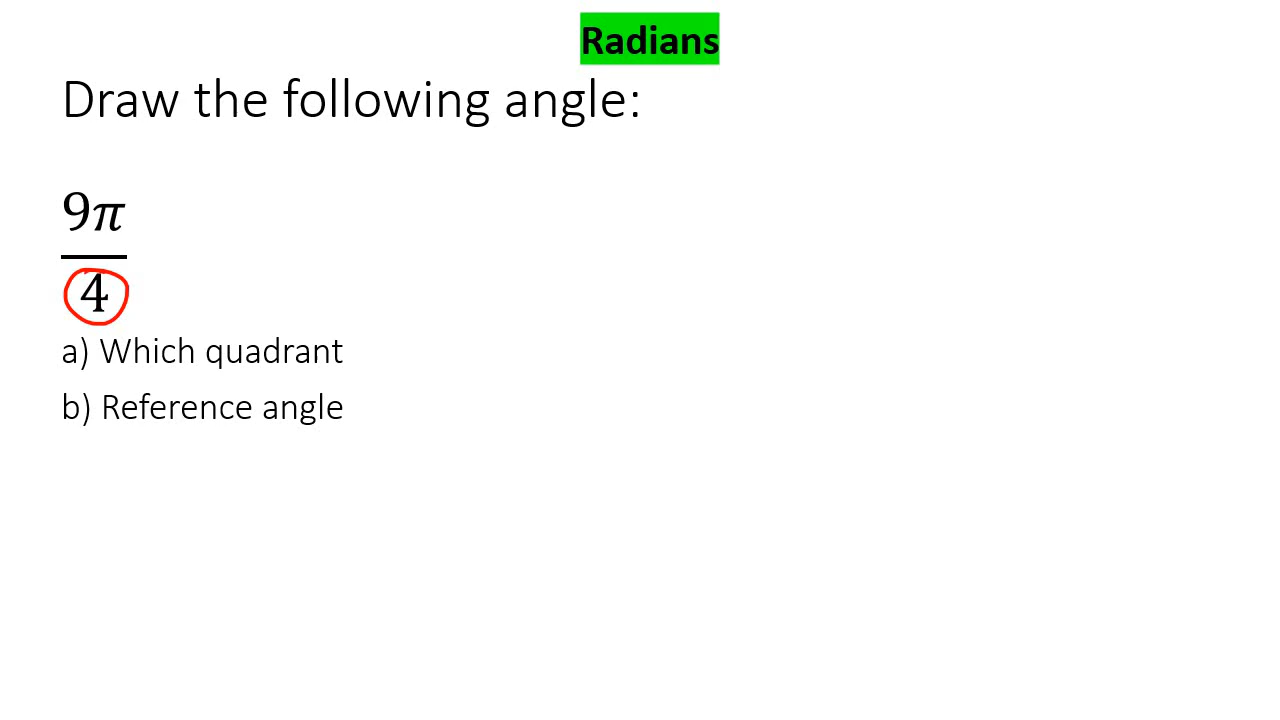 Radians
Draw the following angle:
9π
4
a) Which quadrant
b) Reference angle